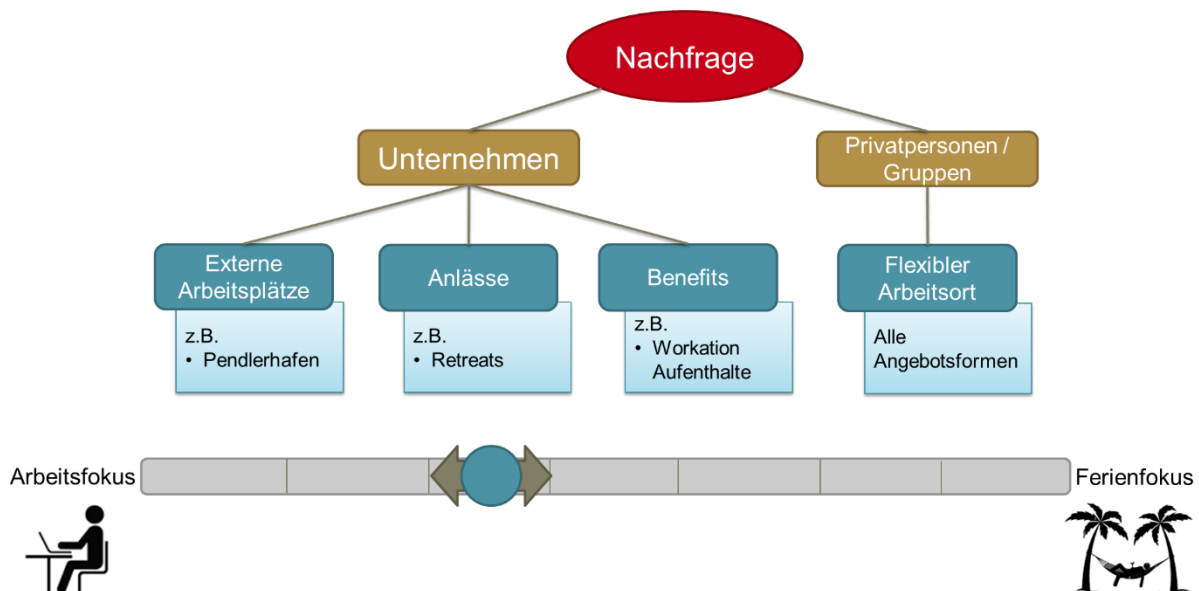 Nachfrage
Unternehmen
Privatpersonen /
Gruppen
Externe
Arbeitsplätze
Anlässe
Benefits
Flexibler
Arbeitsort
z.B.
• Pendlerhafen
z.B.
• Retreats
z.B.
• Workation
Aufenthalte
Alle
Angebotsformen
Arbeitsfokus
Ferienfokus